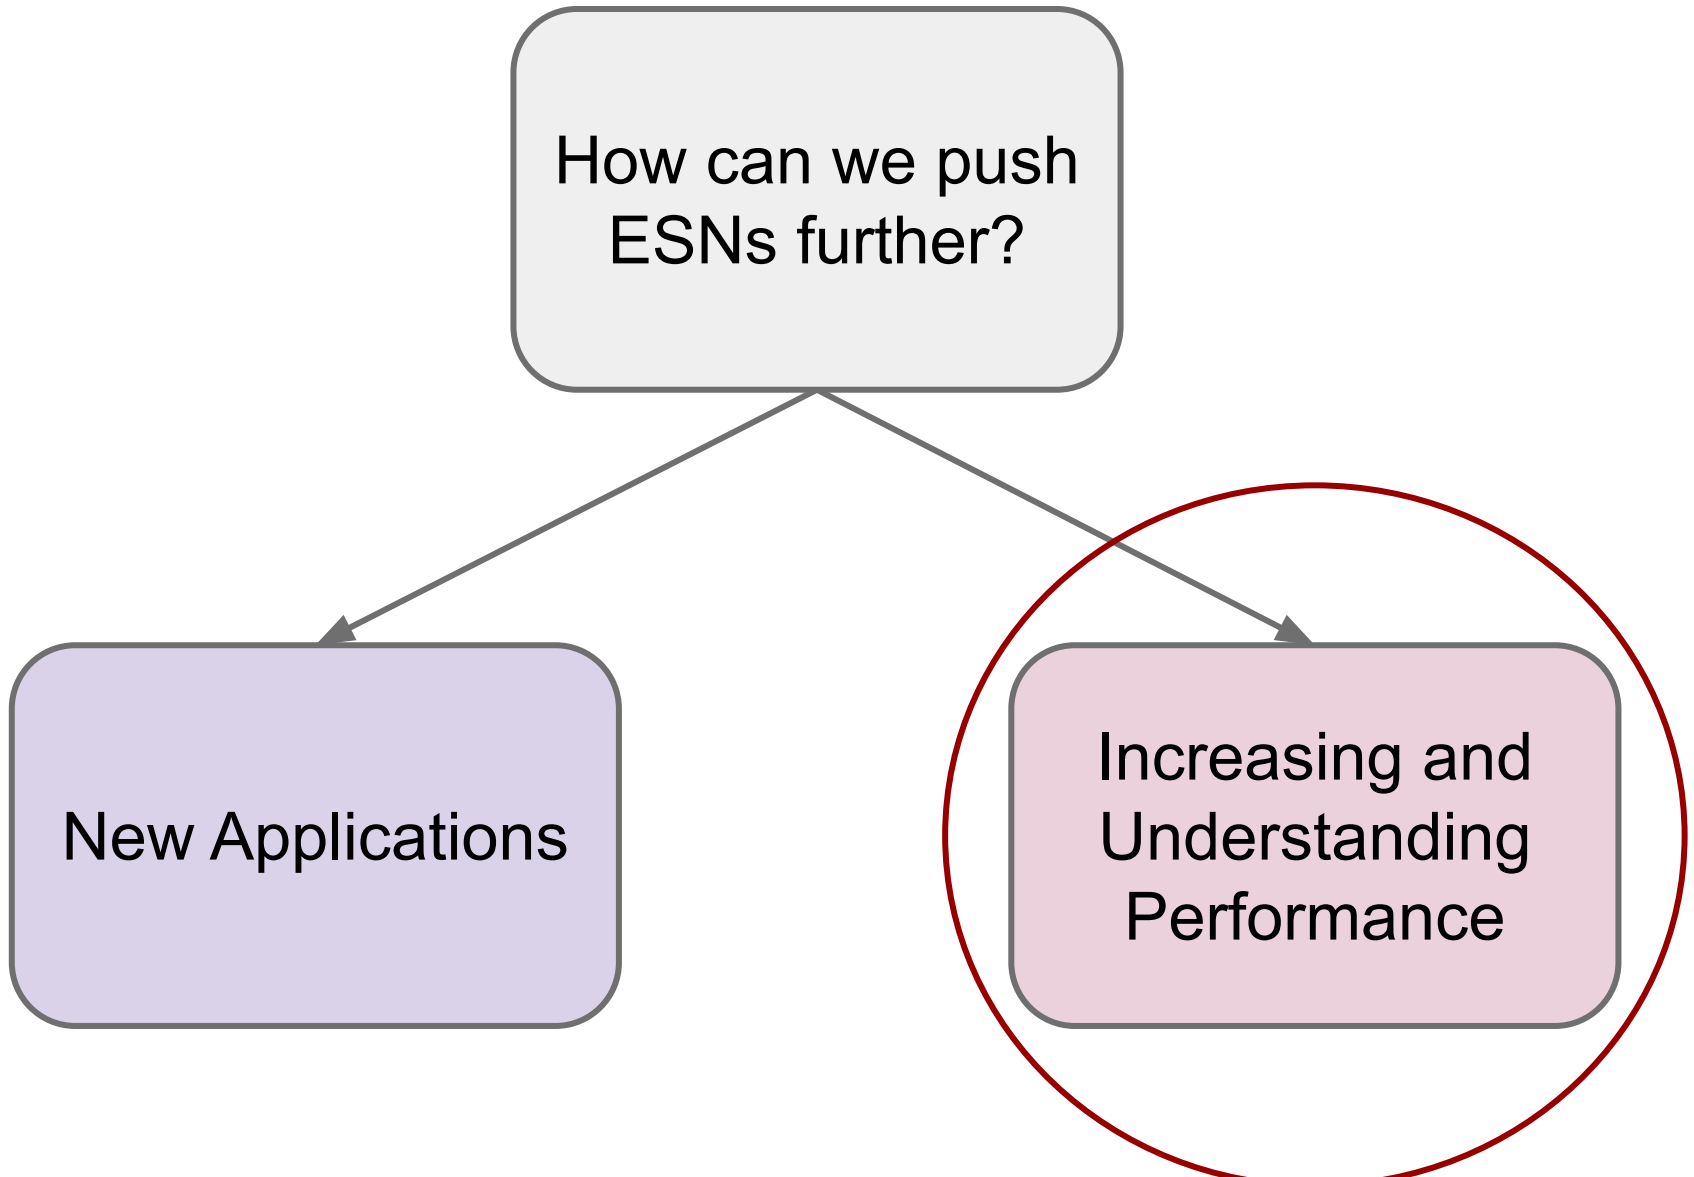 How can we push
ESNs further?
New Applications
Increasing and
Understanding
Performance